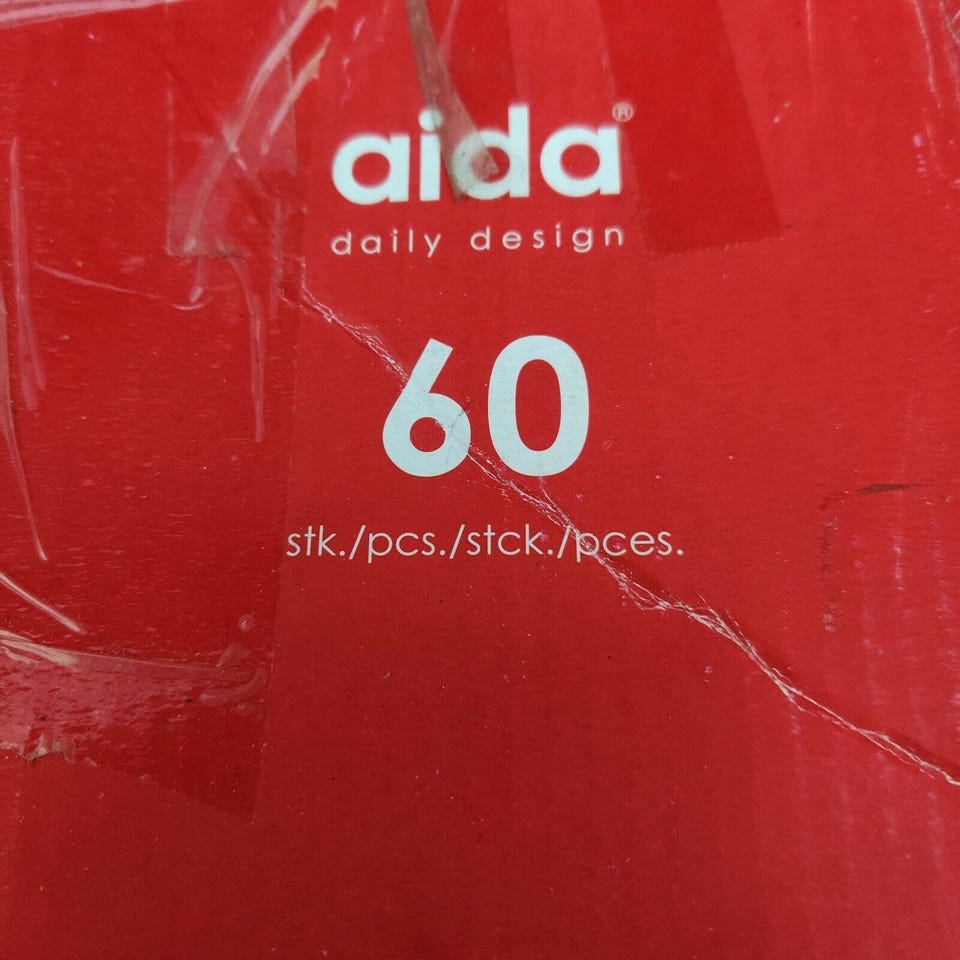 aida®
daily design
60
stk./pcs./stck./pces.